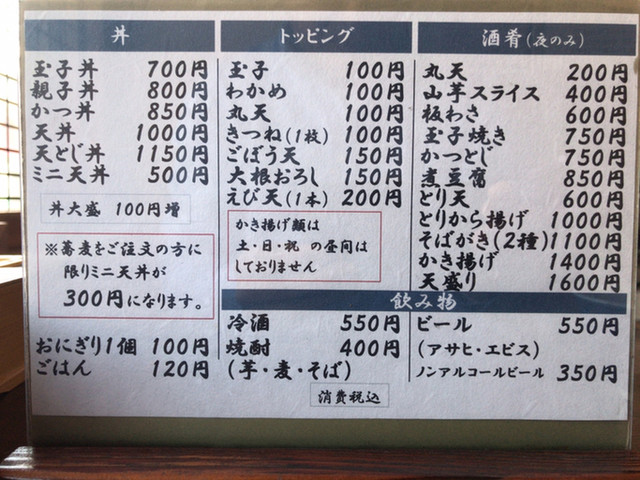 丼
玉子丼 700円
親子丼 800円
かつ丼 850円
天丼 1000円
天とじ丼 1150円
ミニ天丼 500円
丼大盛 100円増
※蕎麦をご注文の方に
限りミニ天丼が
300円になります。
おにぎり1個 100円
ごはん 120円
トッピング
玉子 100円
わかめ 100円
丸天 100円
きつね(1枚) 100円
ごぼう天 150円
大根おろし 150円
えび天(1本) 200円
かき揚げ類は
土・日・祝 の昼間は
しておりません
酒肴(夜のみ)
丸天 200円
山芋スライス 400円
板わさ 600円
玉子焼き 750円
かつとじ 750円
煮豆腐 850円
とり天 600円
とりから揚げ 1000円
そばがき(2種) 1100円
かき揚げ 1400円
天盛り 1600円
飲み物
冷酒 550円
焼酎 400円
(芋・麦・そば)
ビール 550円
(アサヒ・エビス)
ノンアルコールビール 350円
消費税込